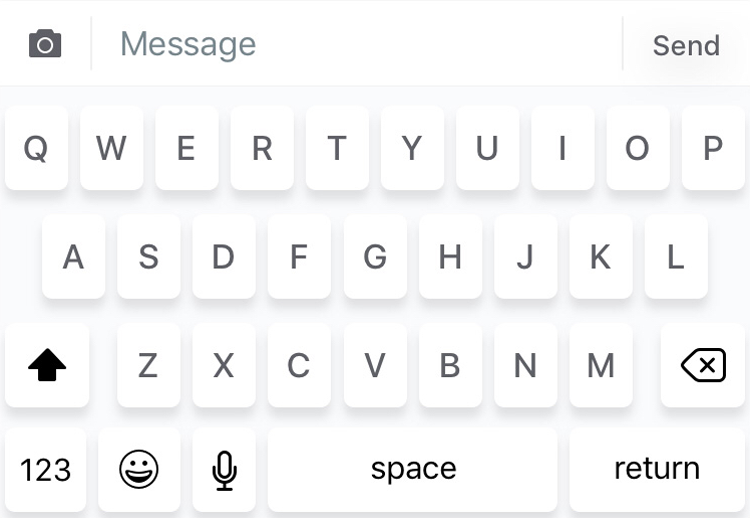 Message Send
Q W E R T Y U I O P
A S D F G H J K L
Z X C V B N M
123 space return